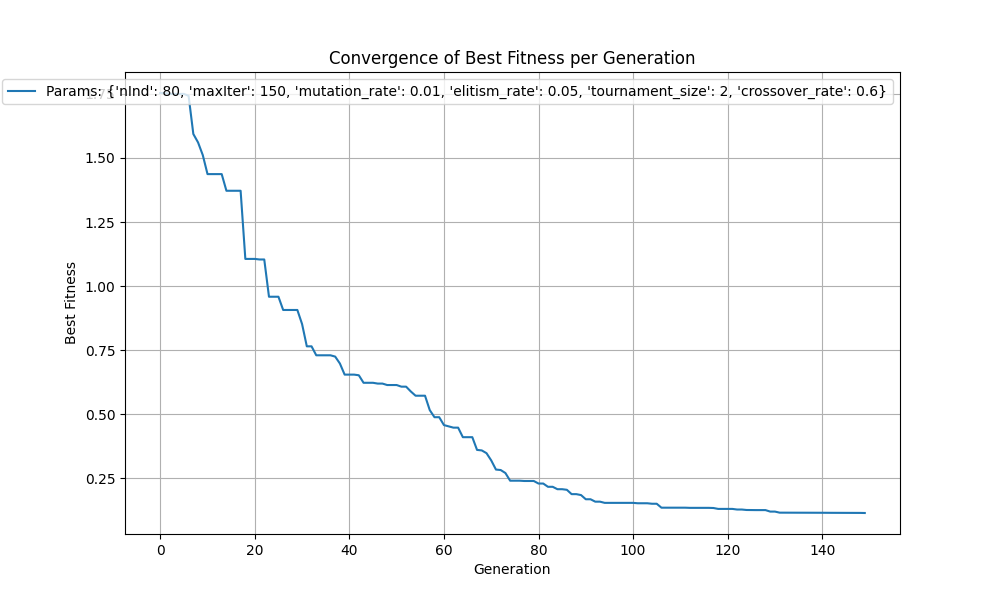 Convergence of Best Fitness per Generation
Params: {'nInd': 80, 'maxIter': 150, 'mutation_rate': 0.01, 'elitism_rate': 0.05, 'tournament_size': 2, 'crossover_rate': 0.6}
1.75
1.50
1.25
1.00
0.75
0.50
0.25
Best Fitness
0 20 40 60 80 100 120 140
Generation